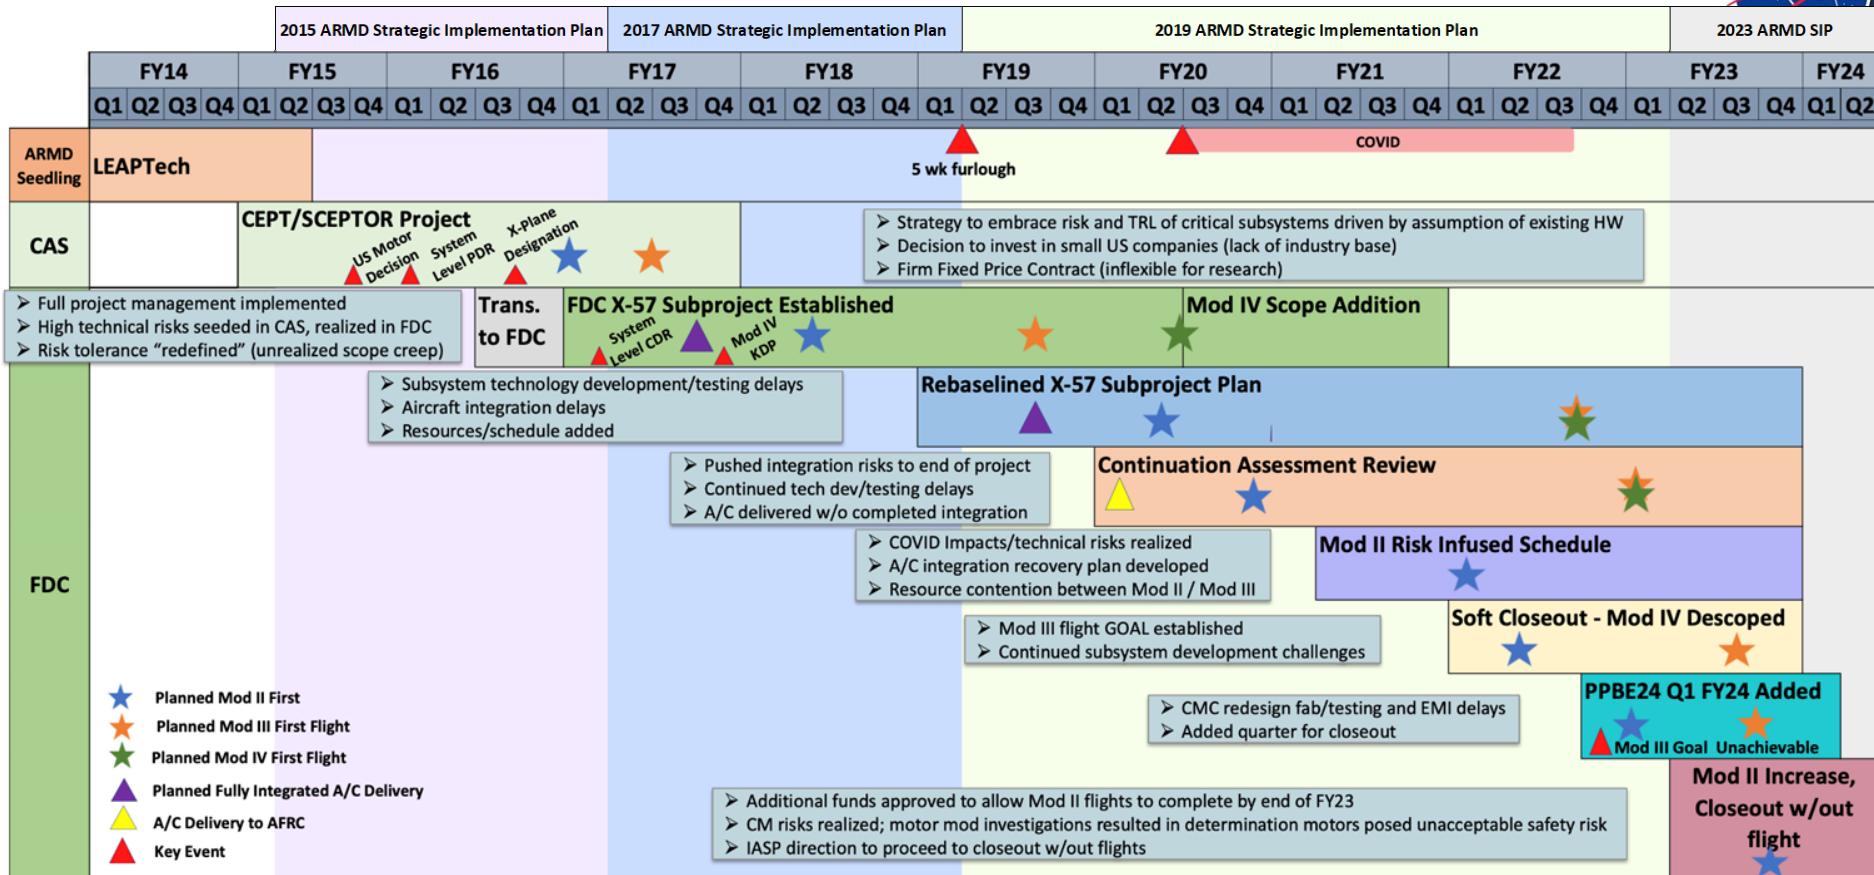 2015 ARMD Strategic Implementation Plan 2017 ARMD Strategic Implementation Plan 2019 ARMD Strategic Implementation Plan 2023 ARMD SIP
FY14 FY15 FY16 FY17 FY18 FY19 FY20 FY21 FY22 FY23 FY24
Q1 Q2 Q3 Q4 Q1 Q2 Q3 Q4 Q1 Q2 Q3 Q4 Q1 Q2 Q3 Q4 Q1 Q2 Q3 Q4 Q1 Q2 Q3 Q4 Q1 Q2 Q3 Q4 Q1 Q2 Q3 Q4 Q1 Q2 Q3 Q4 Q1 Q2 Q3 Q4 Q1 Q2
ARMD
Seedling
LEAPTech
5 wk furlough
COVID
CAS
CEPT/SCEPTOR Project
US Motor
Decision
System
Level PDR
X-Plane
Designation
➢ Strategy to embrace risk and TRL of critical subsystems driven by assumption of existing HW
➢ Decision to invest in small US companies (lack of industry base)
➢ Firm Fixed Price Contract (inflexible for research)
➢ Full project management implemented
➢ High technical risks seeded in CAS, realized in FDC
➢ Risk tolerance “redefined” (unrealized scope creep)
Trans.
to FDC
FDC X-57 Subproject Established
System
Level CDR
Mod IV
KDP
Mod IV Scope Addition
FDC
➢ Subsystem technology development/testing delays
➢ Aircraft integration delays
➢ Resources/schedule added
Rebaselined X-57 Subproject Plan
➢ Pushed integration risks to end of project
➢ Continued tech dev/testing delays
➢ A/C delivered w/o completed integration
Continuation Assessment Review
➢ COVID Impacts/technical risks realized
➢ A/C integration recovery plan developed
➢ Resource contention between Mod II / Mod III
Mod II Risk Infused Schedule
➢ Mod III flight GOAL established
➢ Continued subsystem development challenges
Soft Closeout - Mod IV Descoped
➢ CMC redesign fab/testing and EMI delays
➢ Added quarter for closeout
PPBE24 Q1 FY24 Added
Mod III Goal Unachievable
➢ Additional funds approved to allow Mod II flights to complete by end of FY23
➢ CM risks realized; motor mod investigations resulted in determination motors posed unacceptable safety risk
➢ IASP direction to proceed to closeout w/out flights
Mod II Increase,
Closeout w/out
flight
Planned Mod II First
Planned Mod III First Flight
Planned Mod IV First Flight
Planned Fully Integrated A/C Delivery
A/C Delivery to AFRC
Key Event